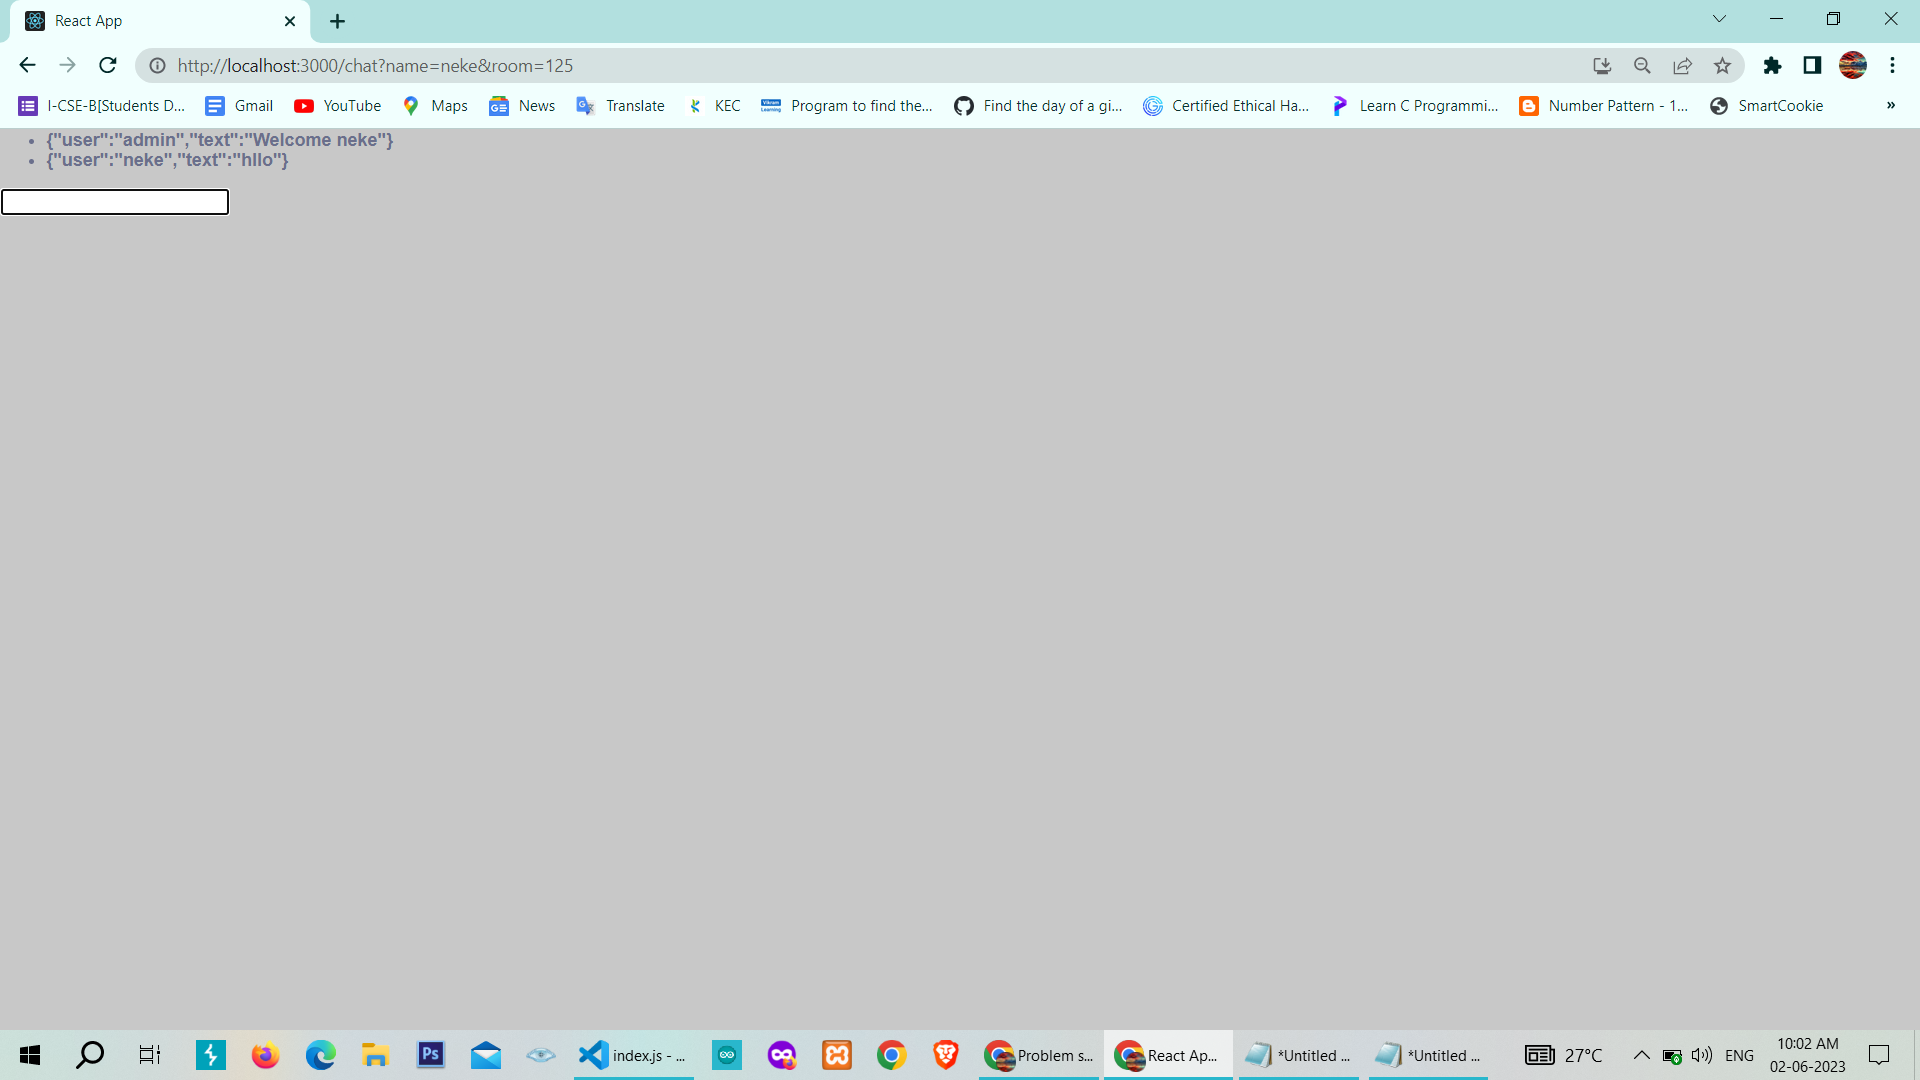 React App
http://localhost:3000/chat?name=neke&room=125
I-CSE-B[Students D... Gmail YouTube Maps News Translate KEC Program to find the... Find the day of a gi... Certified Ethical Ha... Learn C Programmi... Number Pattern - 1... SmartCookie »
{"user":"admin","text":"Welcome neke"}
{"user":"neke","text":"hllo"}
Ps index.js - ... Problem s... React Ap... *Untitled ... *Untitled ... 27°C ENG 10:02 AM
02-06-2023